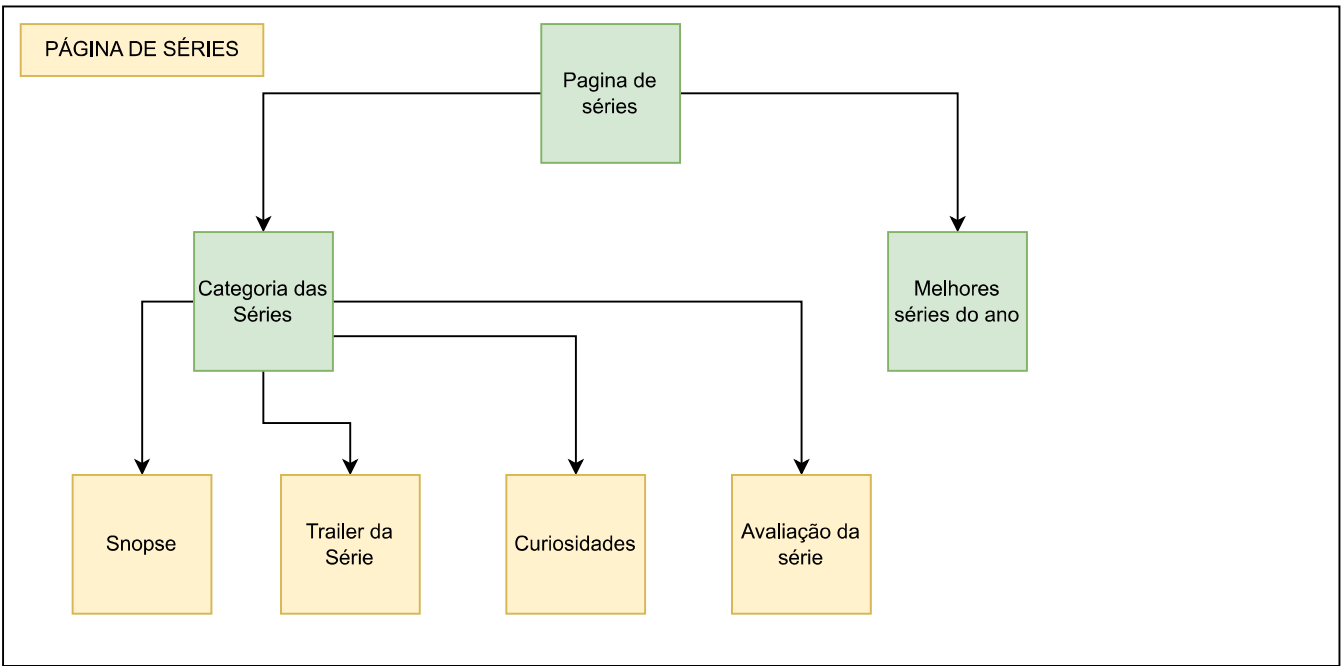 PÁGINA DE SÉRIES
Pagina de
séries
Categoria das
Séries
Melhores
séries do ano
Snopse
Trailer da
Série
Curiosidades
Avaliação da
série